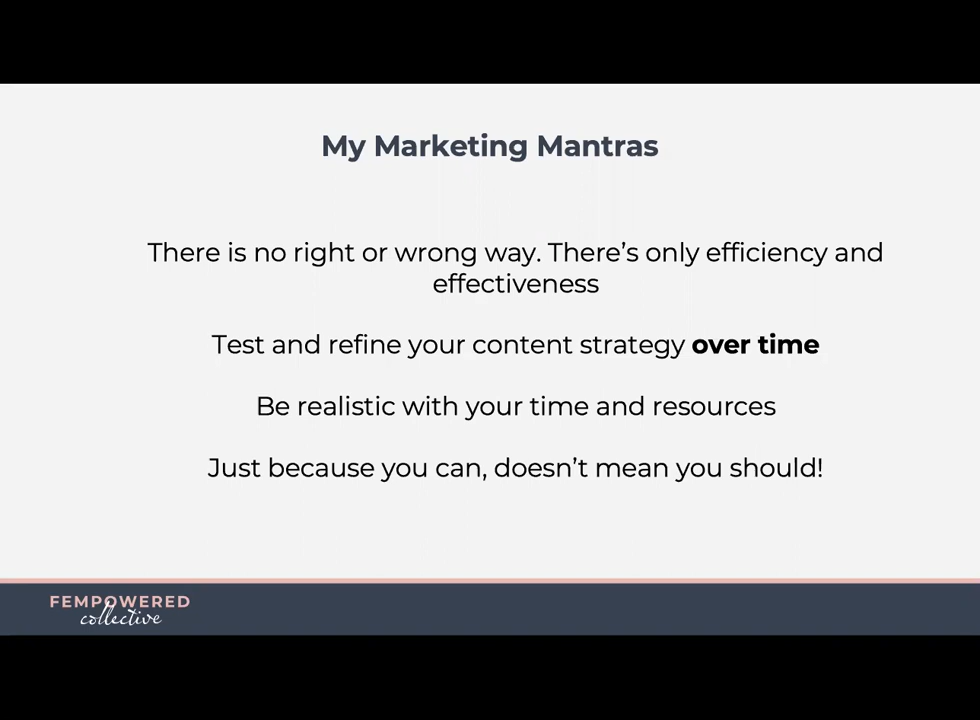 My Marketing Mantras
There is no right or wrong way. There’s only efficiency and
effectiveness
Test and refine your content strategy over time
Be realistic with your time and resources
Just because you can, doesn’t mean you should!
FEMPOWERED
collective